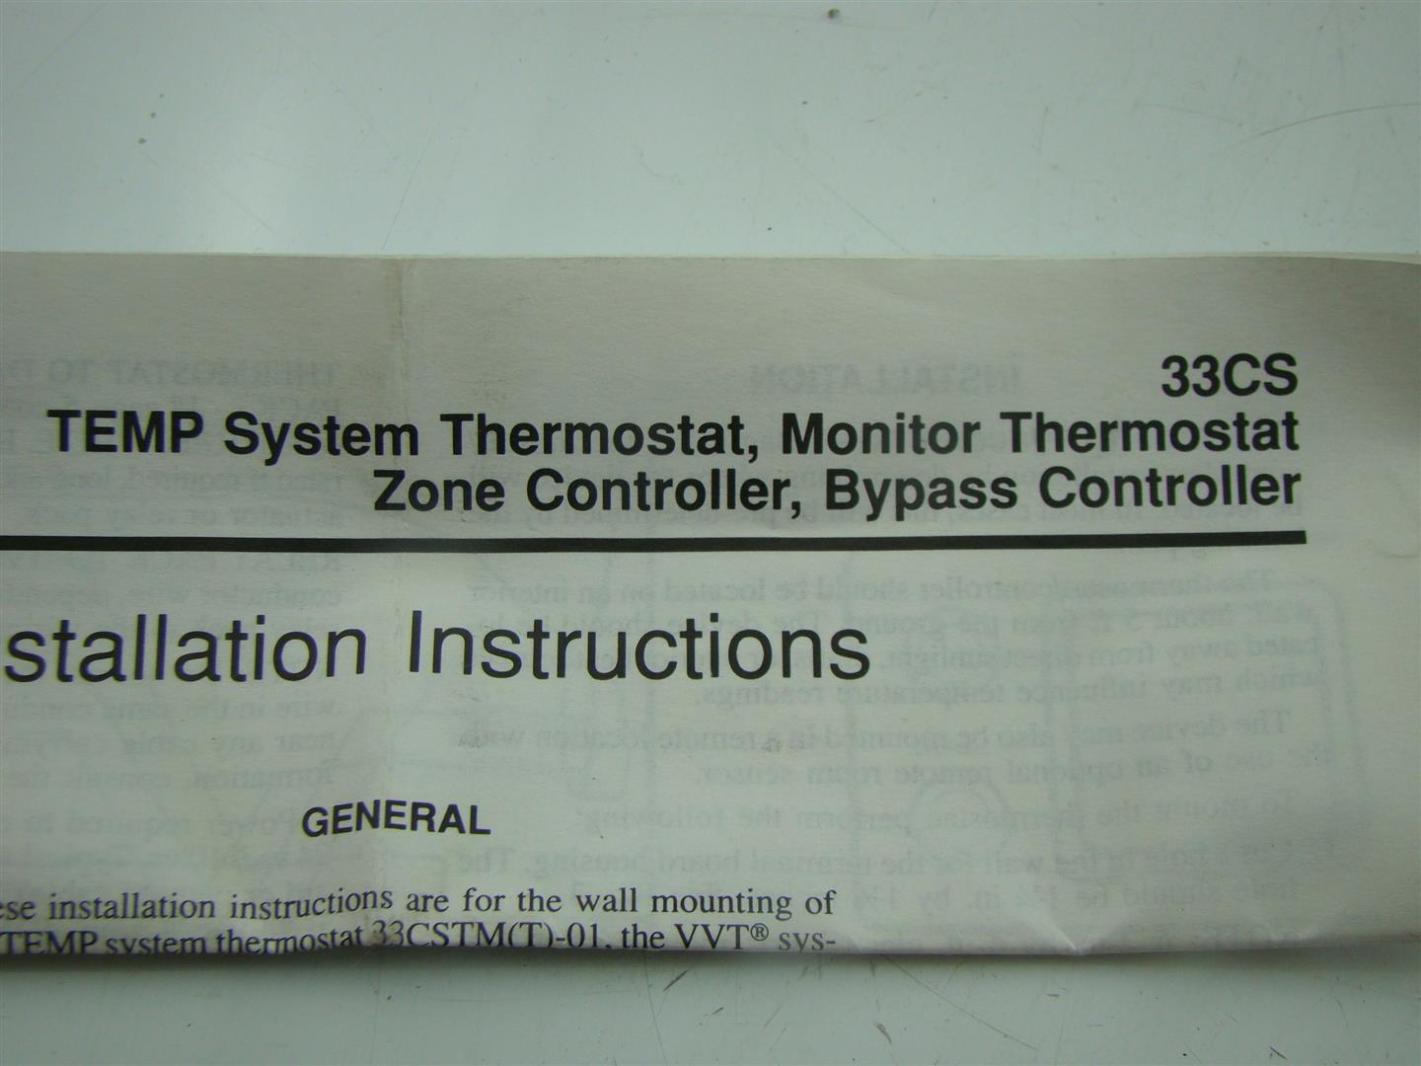 33CS
TEMP System Thermostat, Monitor Thermostat
Zone Controller, Bypass Controller
stallation Instructions
GENERAL
se installation instructions are for the wall mounting of
TEMP system thermostat 33CSTM(T)-01, the VVT® sys-